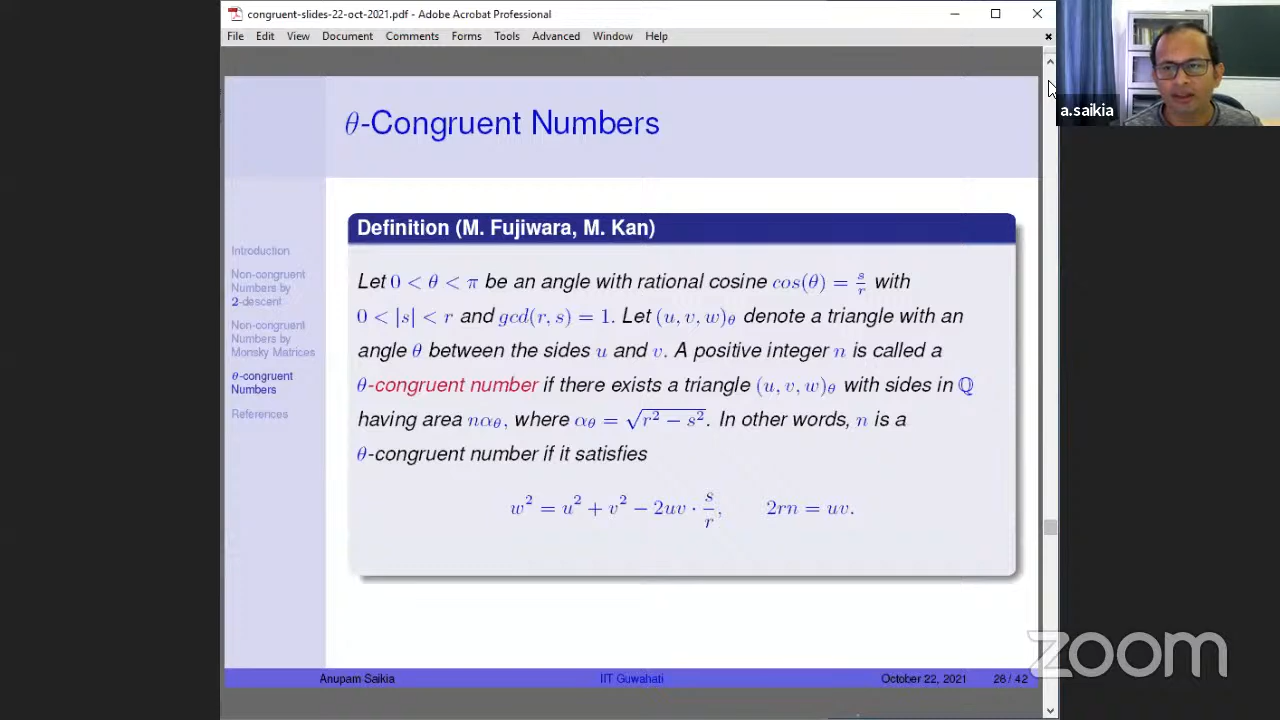 congruent-slides-22-oct-2021.pdf - Adobe Acrobat Professional
File Edit View Document Comments Forms Tools Advanced Window Help
a.saikia
θ-Congruent Numbers
Introduction
Non-congruent
Numbers by
2-descent
Non-congruent
Numbers by
Monsky Matrices
θ-congruent
Numbers
References
Definition (M. Fujiwara, M. Kan)
Let 0 < θ < π be an angle with rational cosine cos(θ) = s/r with
0 < |s| < r and gcd(r, s) = 1. Let (u, v, w)θ denote a triangle with an
angle θ between the sides u and v. A positive integer n is called a
θ-congruent number if there exists a triangle (u, v, w)θ with sides in ℚ
having area nαθ, where αθ = √(r² − s²). In other words, n is a
θ-congruent number if it satisfies
w² = u² + v² − 2uv · s/r, 2rn = uv.
Anupam Saikia IIT Guwahati October 22, 2021 26 / 42
zoom